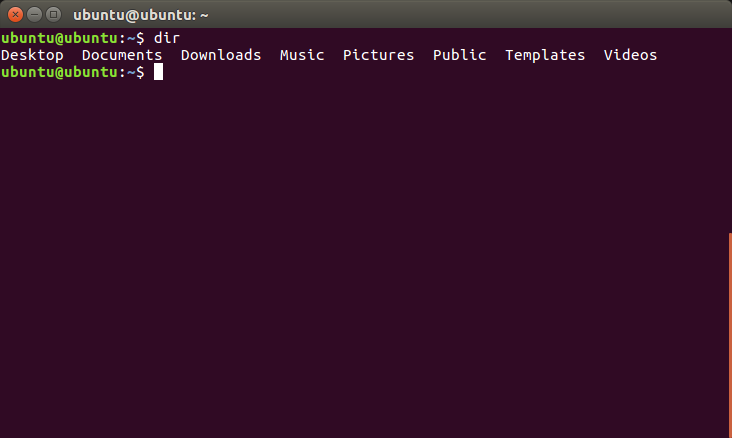 ubuntu@ubuntu: ~
ubuntu@ubuntu:~$ dir
Desktop  Documents  Downloads  Music  Pictures  Public  Templates  Videos
ubuntu@ubuntu:~$